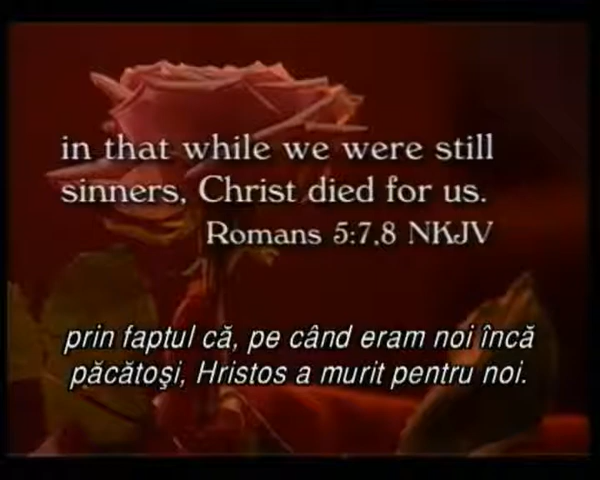 in that while we were still
sinners, Christ died for us.
Romans 5:7,8 NKJV
prin faptul că, pe când eram noi încă
păcătoşi, Hristos a murit pentru noi.